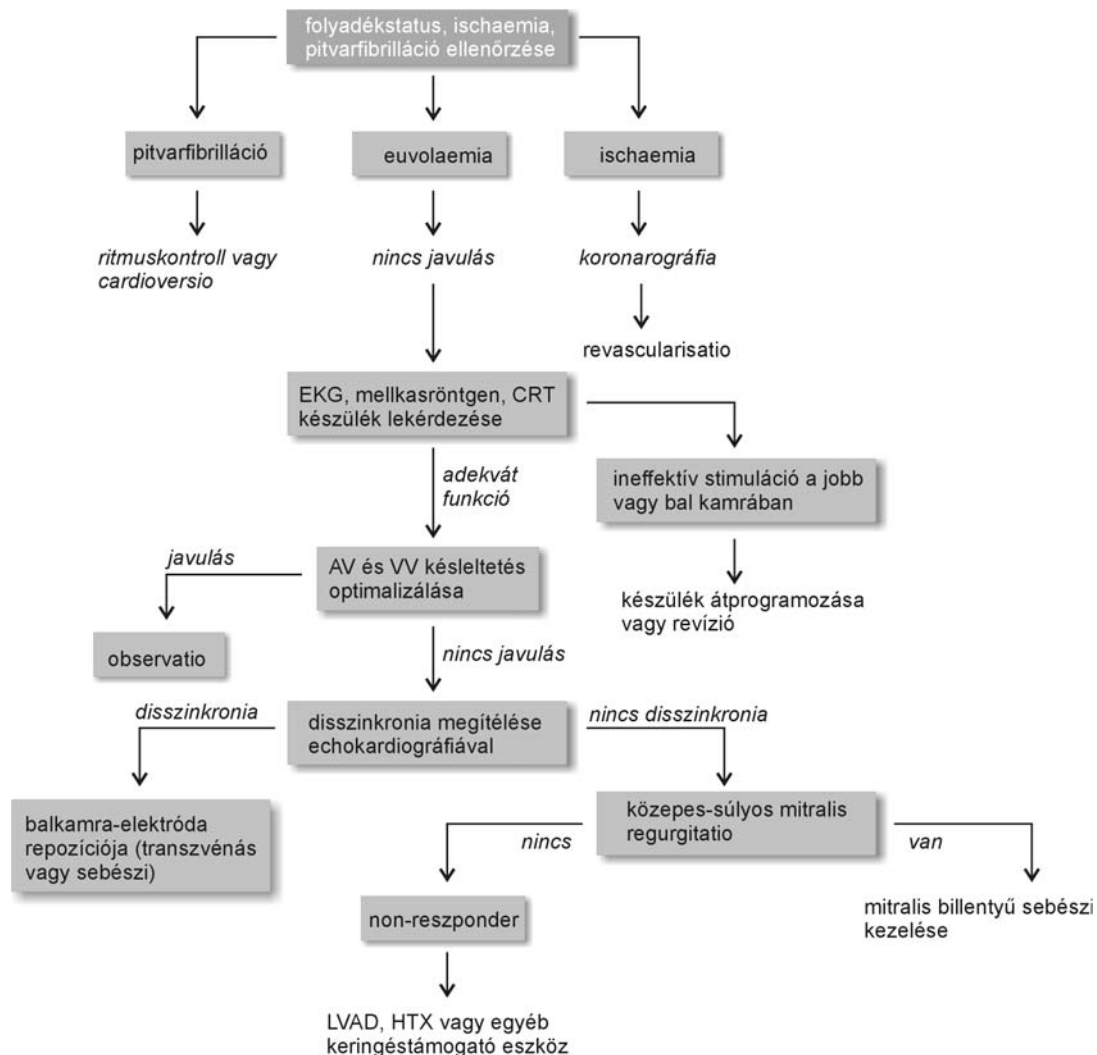 folyadékstatus, ischaemia,
pitvarfibrilláció ellenőrzése
pitvarfibrilláció
euvolaemia
ischaemia
ritmuskontroll vagy
cardioversio
nincs javulás
koronarográfia
revascularisatio
EKG, mellkasröntgen, CRT
készülék lekérdezése
adekvát
funkció
ineffektív stimuláció a jobb
vagy bal kamrában
javulás
AV és VV késleltetés
optimalizálása
készülék átprogramozása
vagy revízió
observatio
nincs javulás
disszinkronia
disszinkronia megítélése
echokardiográfiával
nincs disszinkronia
balkamra-elektróda
repozíciója (transzvénás
vagy sebészi)
közepes-súlyos mitralis
regurgitatio
nincs
van
non-reszponder
mitralis billentyű sebészi
kezelése
LVAD, HTX vagy egyéb
keringéstámogató eszköz